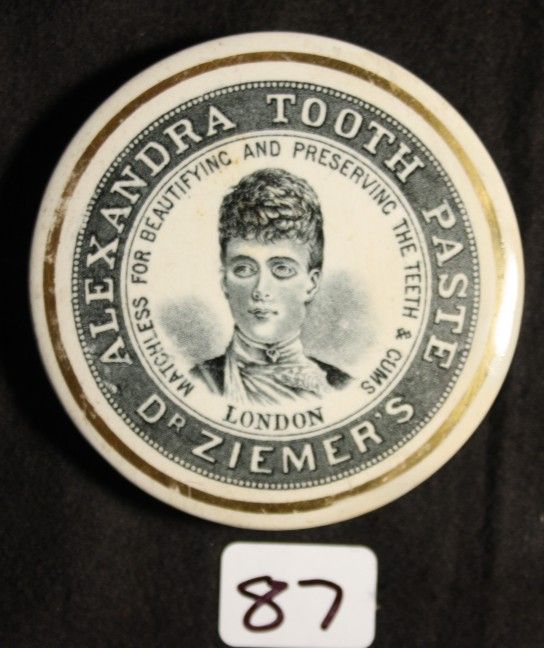 ALEXANDRA TOOTH PASTE
MATCHLESS FOR BEAUTIFYING AND PRESERVING THE TEETH & GUMS
LONDON
DR ZIEMER'S
87